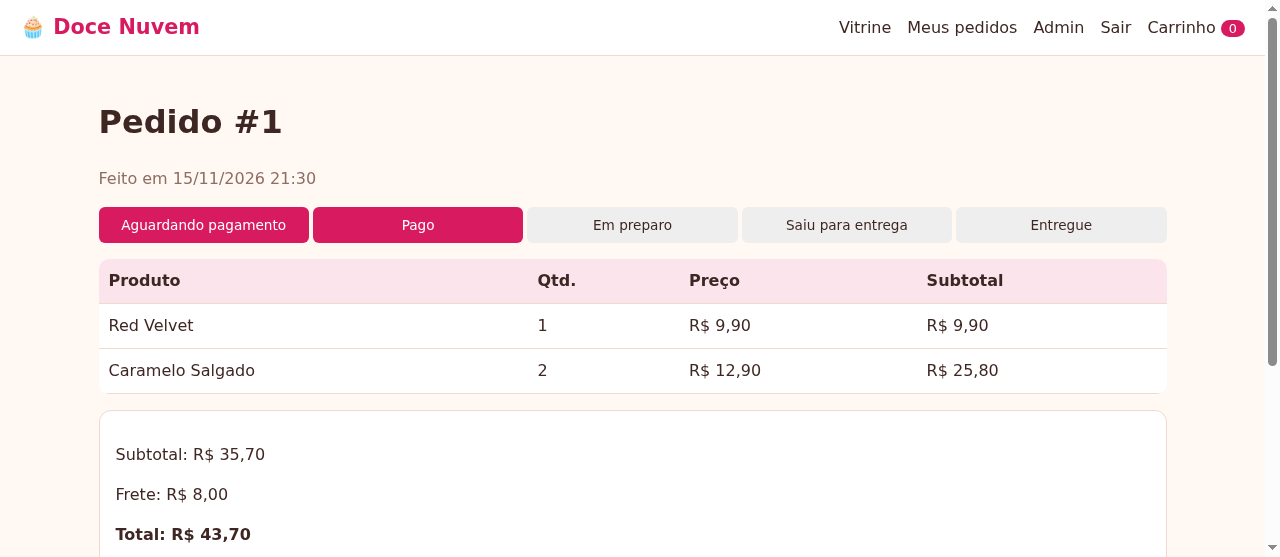 Doce Nuvem
Vitrine Meus pedidos Admin Sair Carrinho 0
Pedido #1
Feito em 15/11/2026 21:30
Aguardando pagamento Pago Em preparo Saiu para entrega Entregue
Produto Qtd. Preço Subtotal
Red Velvet 1 R$ 9,90 R$ 9,90
Caramelo Salgado 2 R$ 12,90 R$ 25,80
Subtotal: R$ 35,70
Frete: R$ 8,00
Total: R$ 43,70